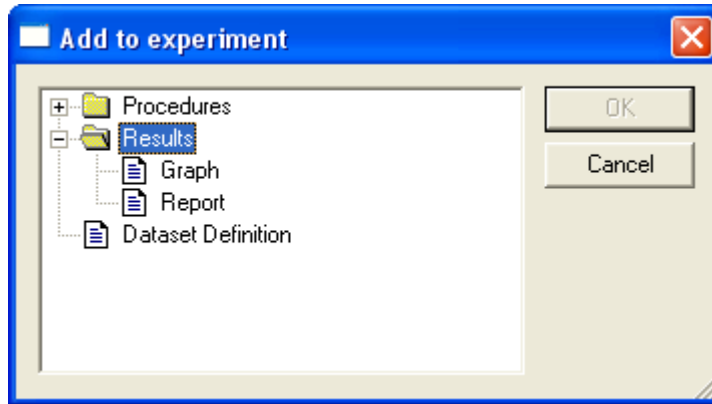 Add to experiment
Procedures
OK
Results
Cancel
Graph
Report
Dataset Definition